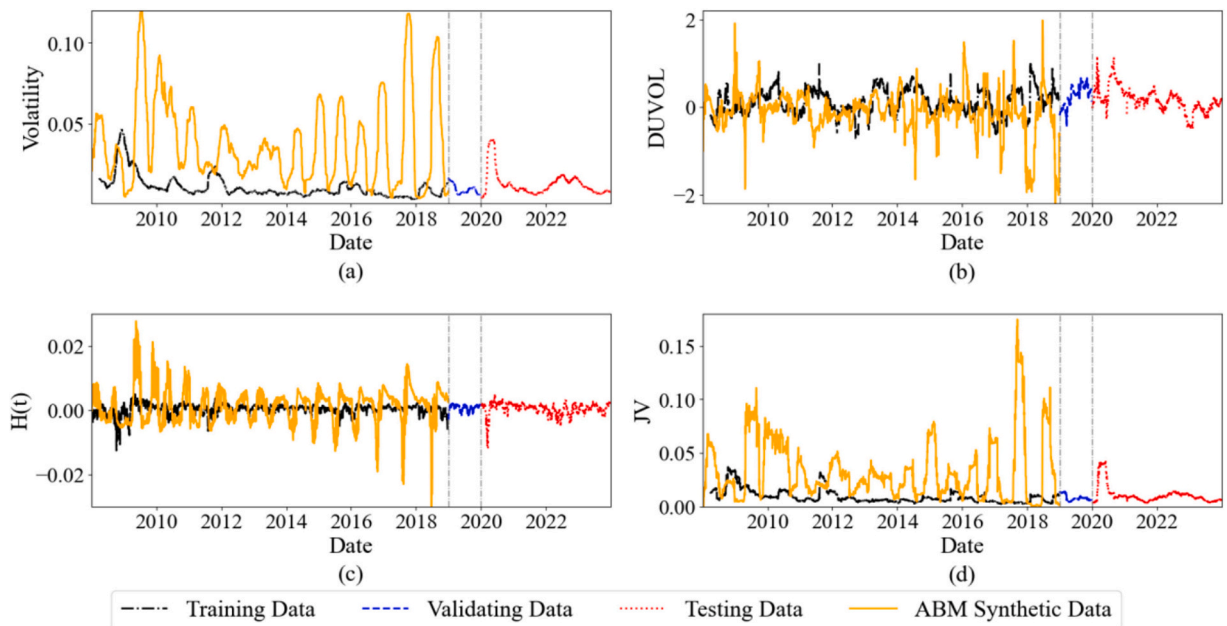 0.10
0.05
Volatility
2010 2012 2014 2016 2018 2020 2022
Date
(a)
2
0
−2
DUVOL
2010 2012 2014 2016 2018 2020 2022
Date
(b)
0.02
0.00
−0.02
H(t)
2010 2012 2014 2016 2018 2020 2022
Date
(c)
0.15
0.10
0.05
0.00
JV
2010 2012 2014 2016 2018 2020 2022
Date
(d)
Training Data Validating Data Testing Data ABM Synthetic Data